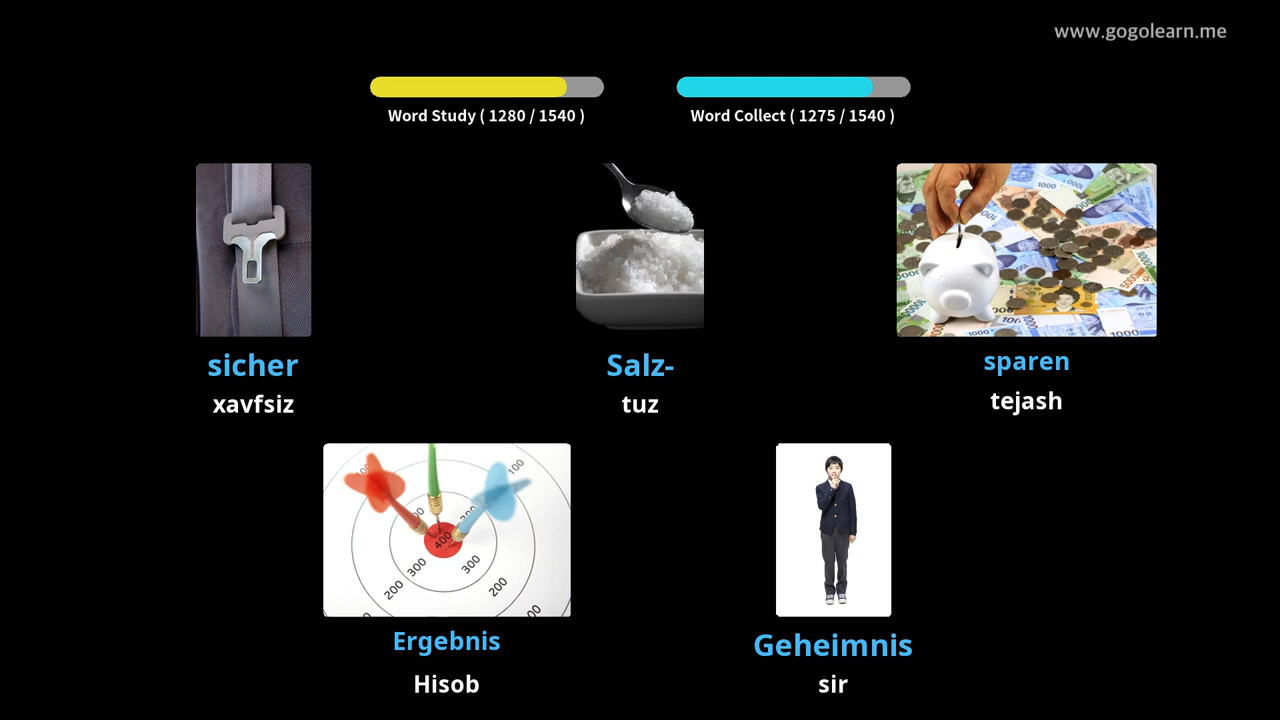 www.gogolearn.me
Word Study ( 1280 / 1540 )
Word Collect ( 1275 / 1540 )
sicher
xavfsiz
Salz-
tuz
sparen
tejash
Ergebnis
Hisob
Geheimnis
sir